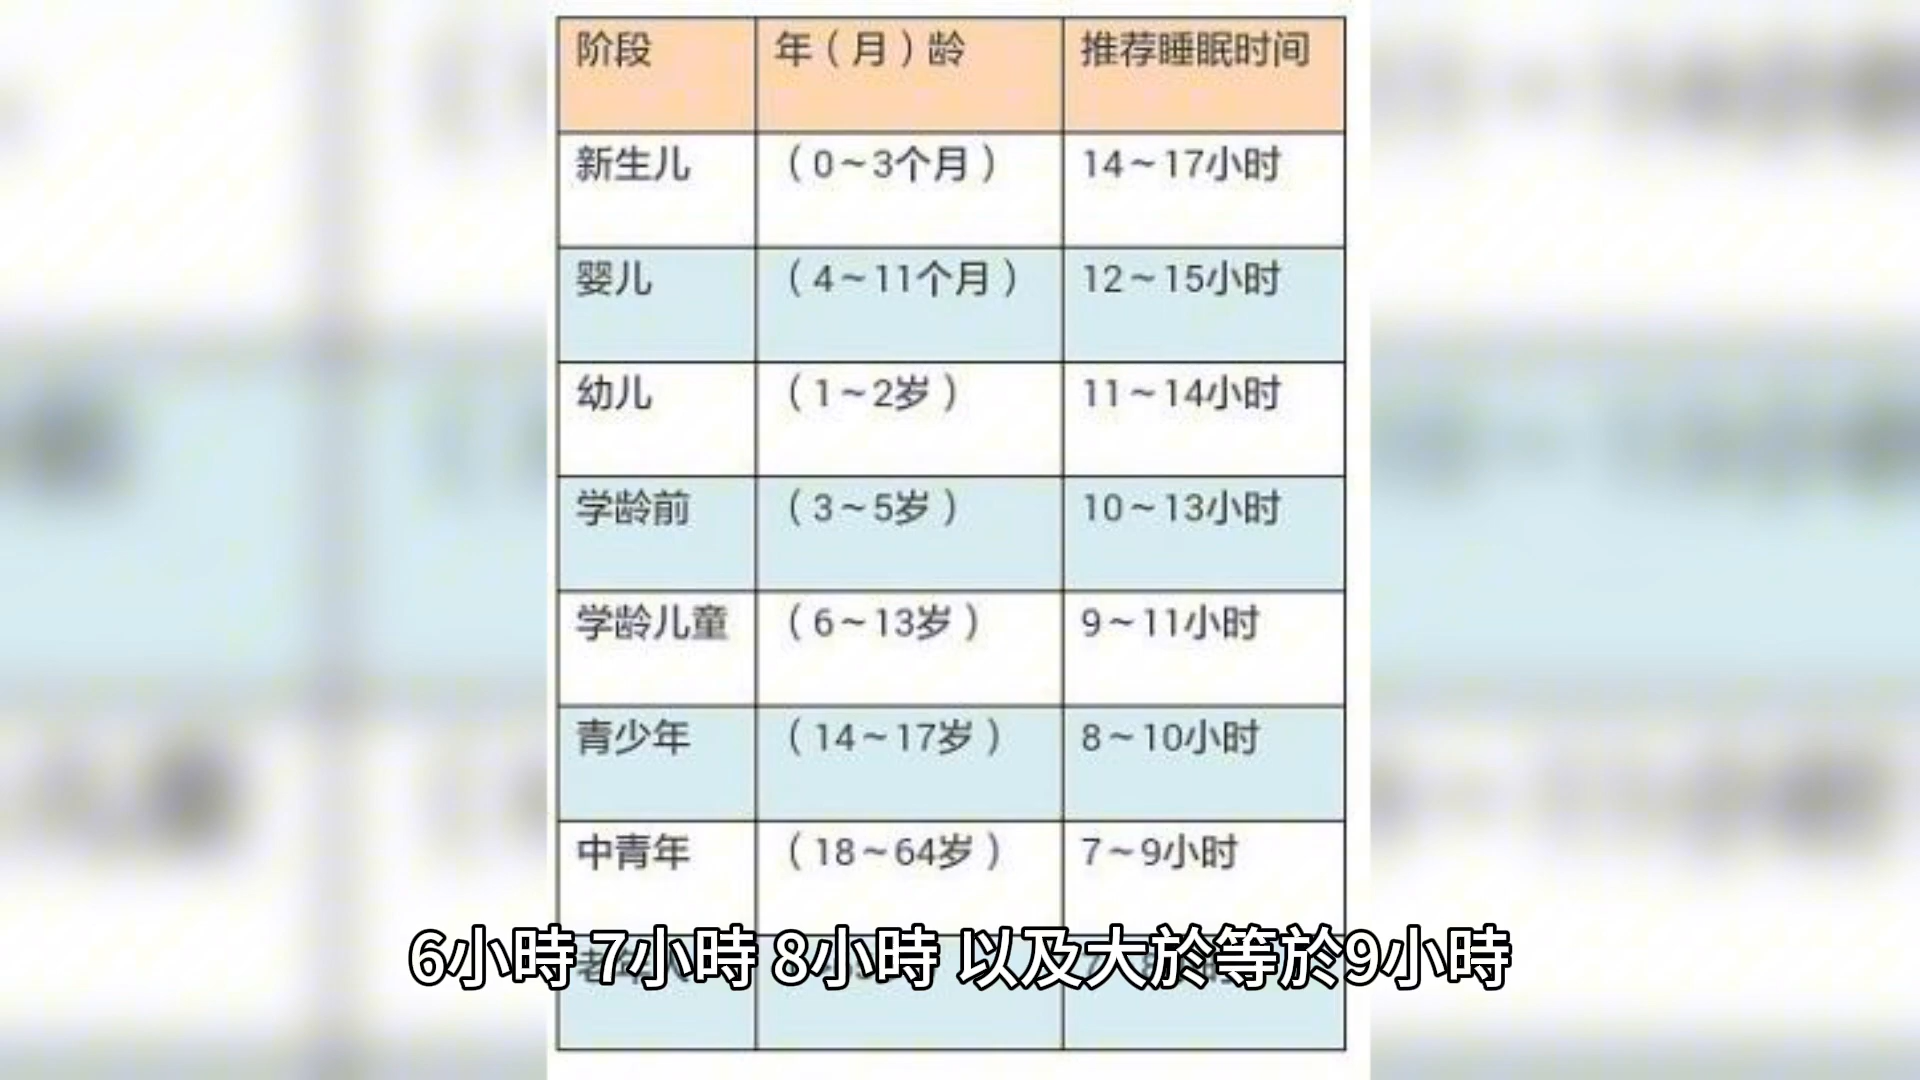 阶段 年（月）龄 推荐睡眠时间
新生儿 （0～3个月） 14～17小时
婴儿 （4～11个月） 12～15小时
幼儿 （1～2岁） 11～14小时
学龄前 （3～5岁） 10～13小时
学龄儿童 （6～13岁） 9～11小时
青少年 （14～17岁） 8～10小时
中青年 （18～64岁） 7～9小时
6小時 7小時 8小時 以及大於等於9小時